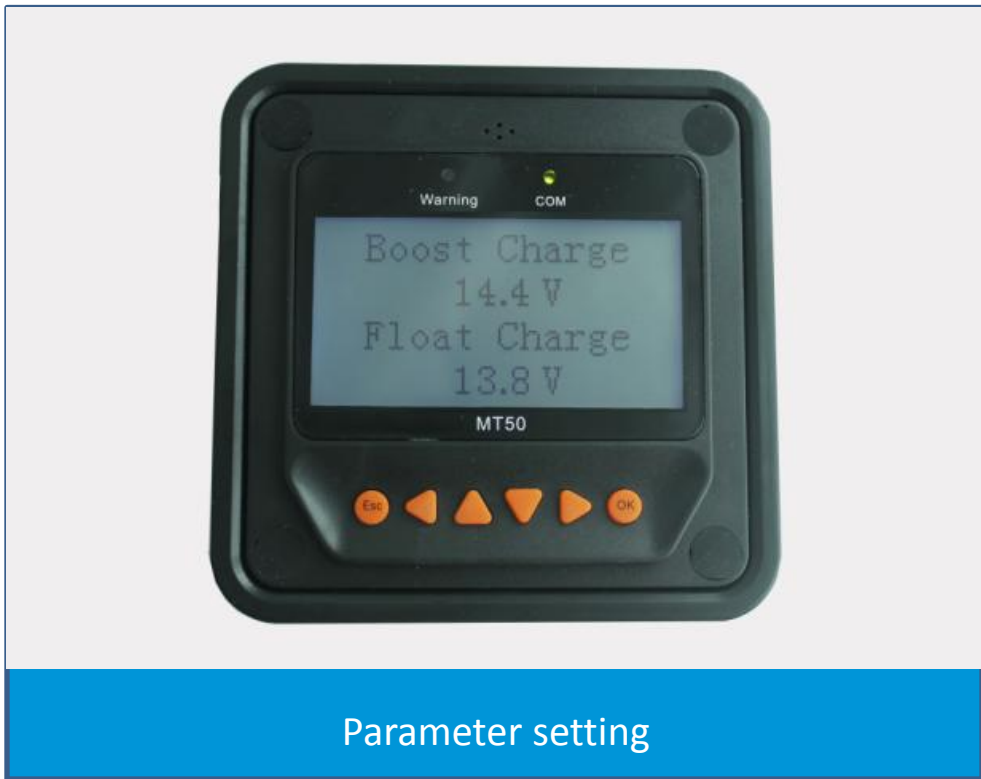 Warning COM
Boost Charge
14.4 V
Float Charge
13.8 V
MT50
Esc OK
Parameter setting